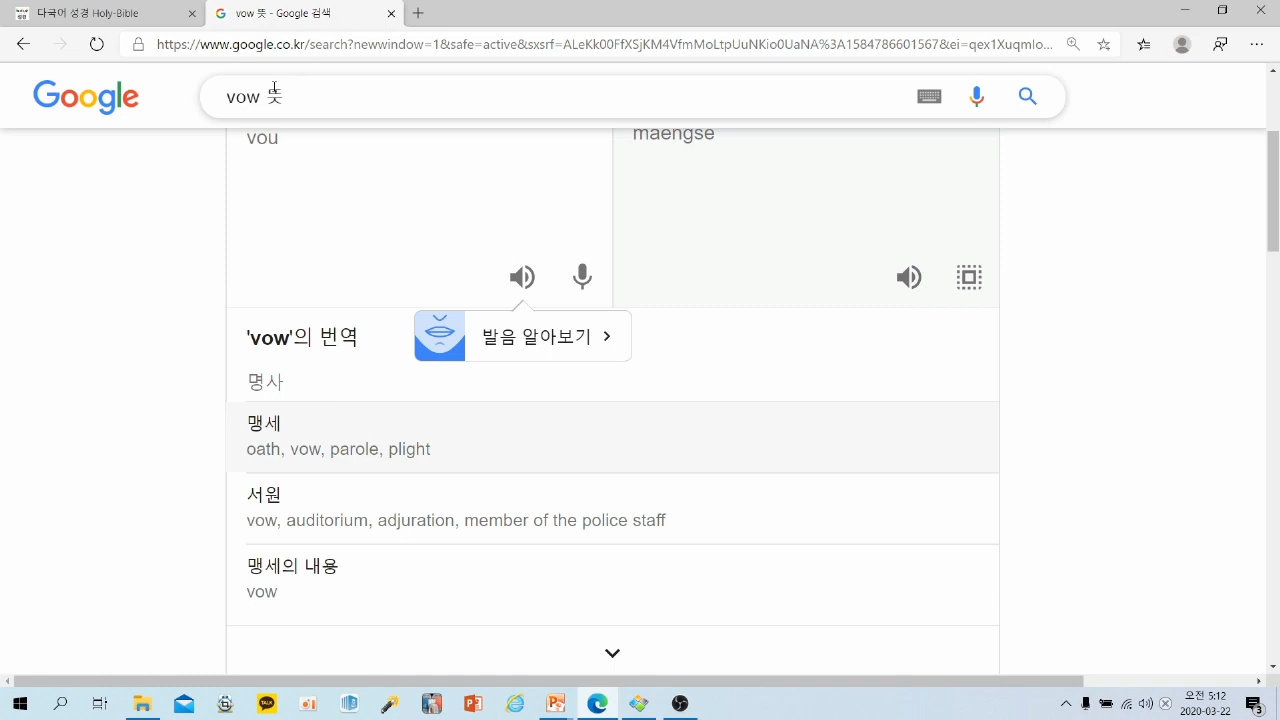 다국어 성경 Holy-Bible
vow 뜻 - Google 검색
https://www.google.co.kr/search?newwindow=1&safe=active&sxsrf=ALeKk00FfXSjKM4VfmMoLtpUuNKio0UaNA%3A1584786601567&ei=qex1Xuqmlo...
Google
vow 뜻
vou
maengse
'vow'의 번역
발음 알아보기
명사
맹세
oath, vow, parole, plight
서원
vow, auditorium, adjuration, member of the police staff
맹세의 내용
vow
TALK
오전 5:12
2020-03-22
3